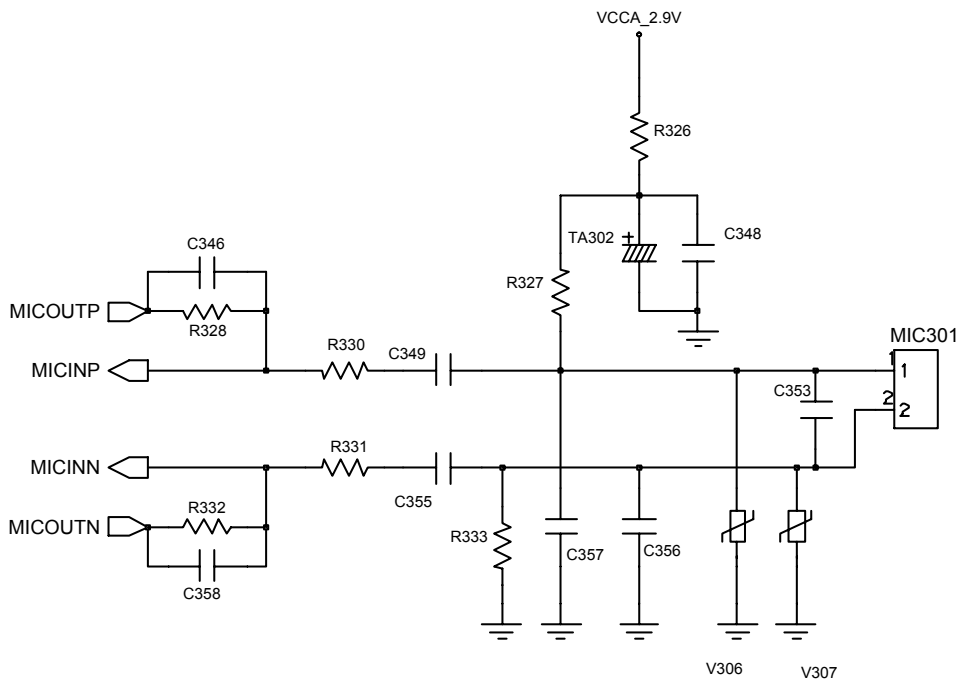 VCCA_2.9V
R326
C346
TA302 +
C348
R327
MICOUTP
R328
MIC301
R330
C349
1
MICINP
1
C353
2
2
R331
MICINN
C355
R332
MICOUTN
R333
C357
C356
C358
V306
V307